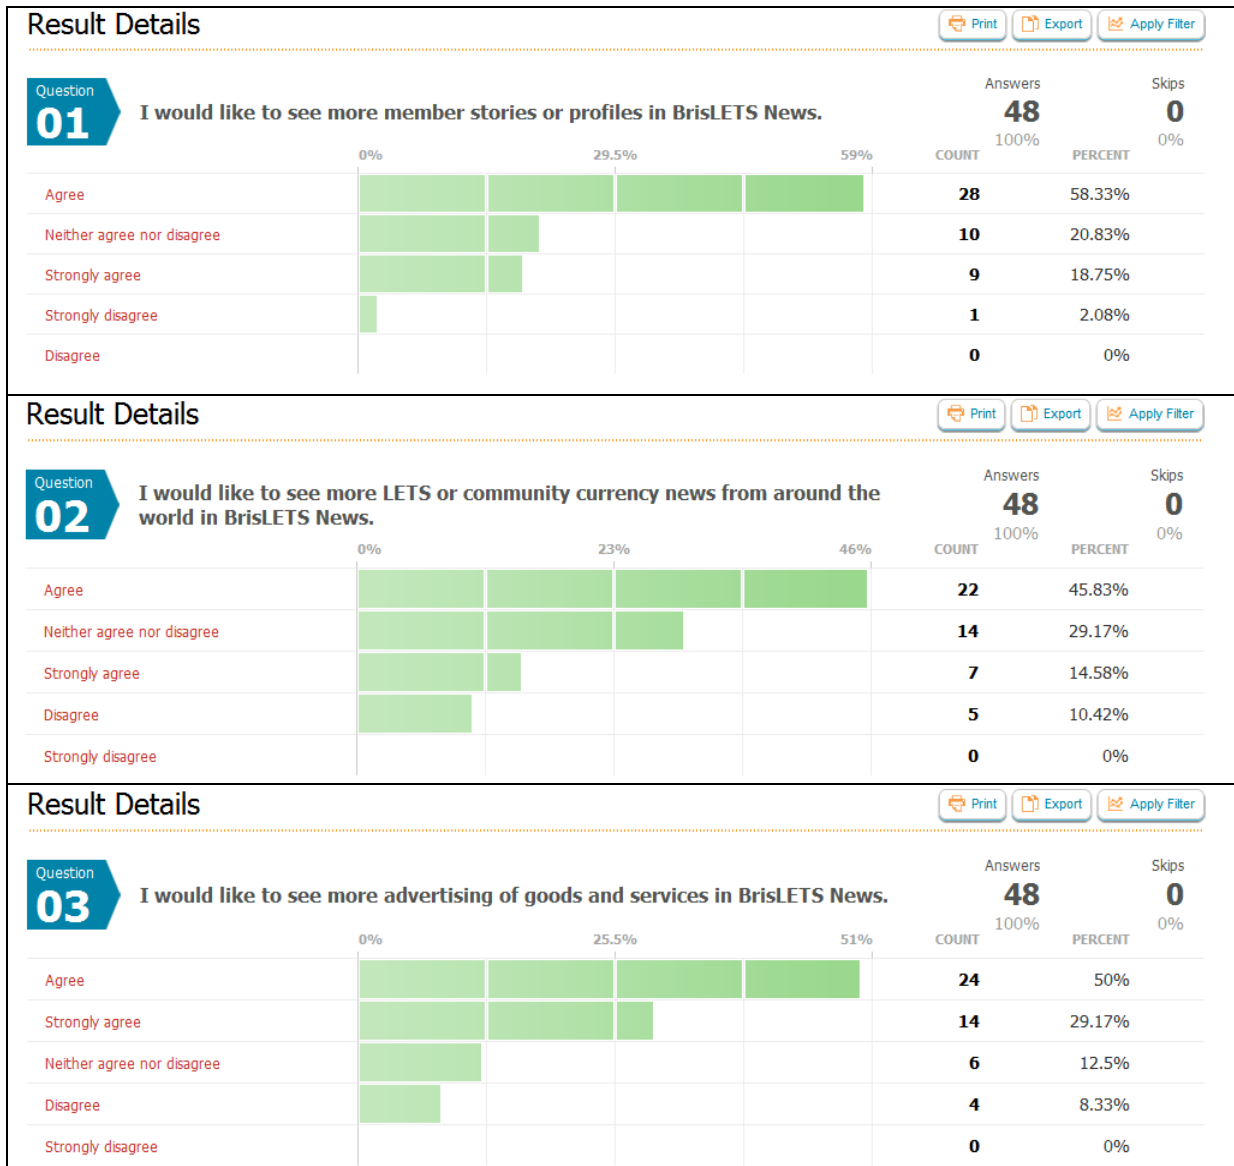 Result Details
Print Export Apply Filter
Question
01
I would like to see more member stories or profiles in BrisLETS News.
Answers Skips
48 0
100% 0%
0% 29.5% 59% COUNT PERCENT
Agree 28 58.33%
Neither agree nor disagree 10 20.83%
Strongly agree 9 18.75%
Strongly disagree 1 2.08%
Disagree 0 0%
Result Details
Print Export Apply Filter
Question
02
I would like to see more LETS or community currency news from around the
world in BrisLETS News.
Answers Skips
48 0
100% 0%
0% 23% 46% COUNT PERCENT
Agree 22 45.83%
Neither agree nor disagree 14 29.17%
Strongly agree 7 14.58%
Disagree 5 10.42%
Strongly disagree 0 0%
Result Details
Print Export Apply Filter
Question
03
I would like to see more advertising of goods and services in BrisLETS News.
Answers Skips
48 0
100% 0%
0% 25.5% 51% COUNT PERCENT
Agree 24 50%
Strongly agree 14 29.17%
Neither agree nor disagree 6 12.5%
Disagree 4 8.33%
Strongly disagree 0 0%